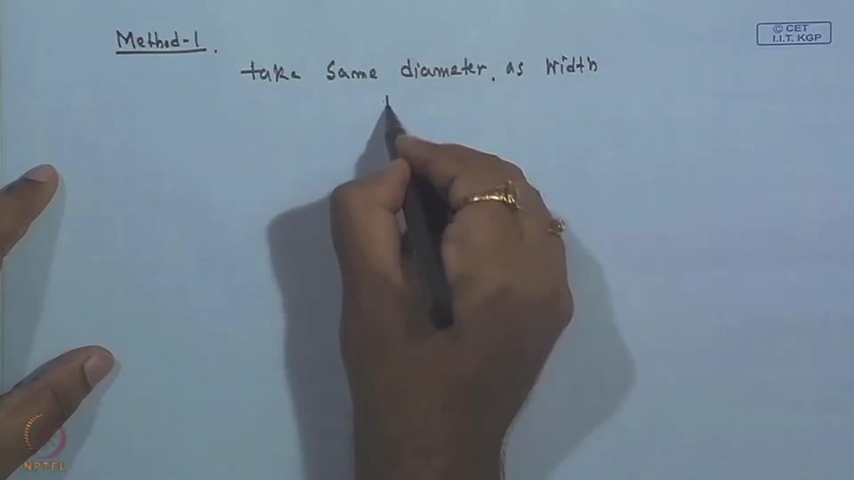 © CET
I.I.T. KGP
Method-1.
take same diameter. as width
NPTEL